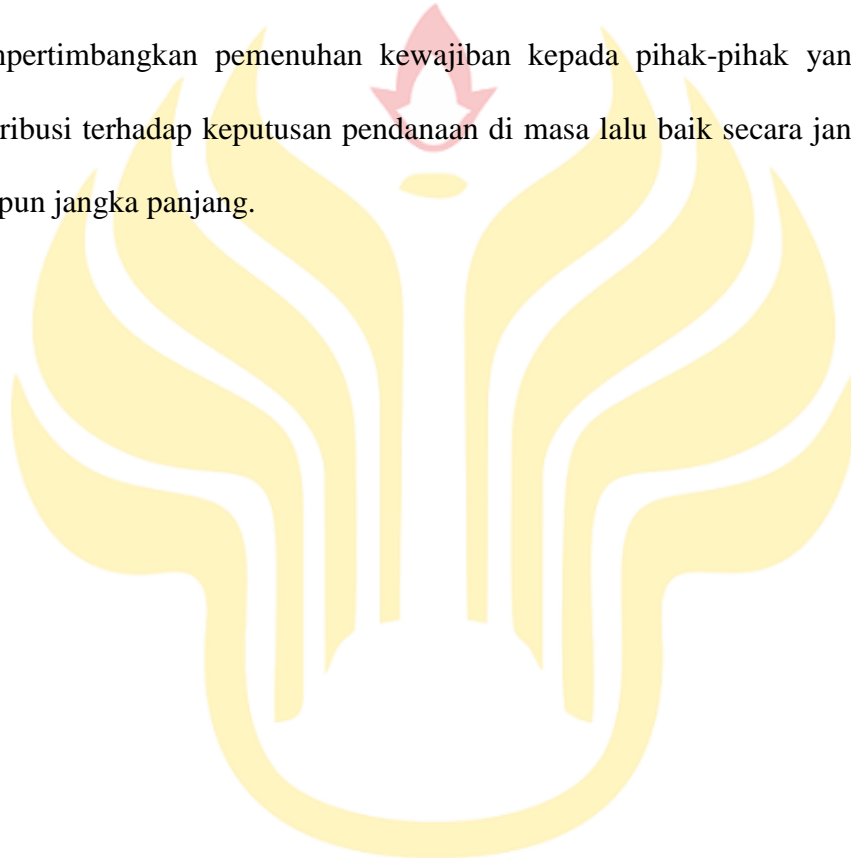 npertimbangkan pemenuhan kewajiban kepada pihak-pihak yan
ribusi terhadap keputusan pendanaan di masa lalu baik secara jan
pun jangka panjang.